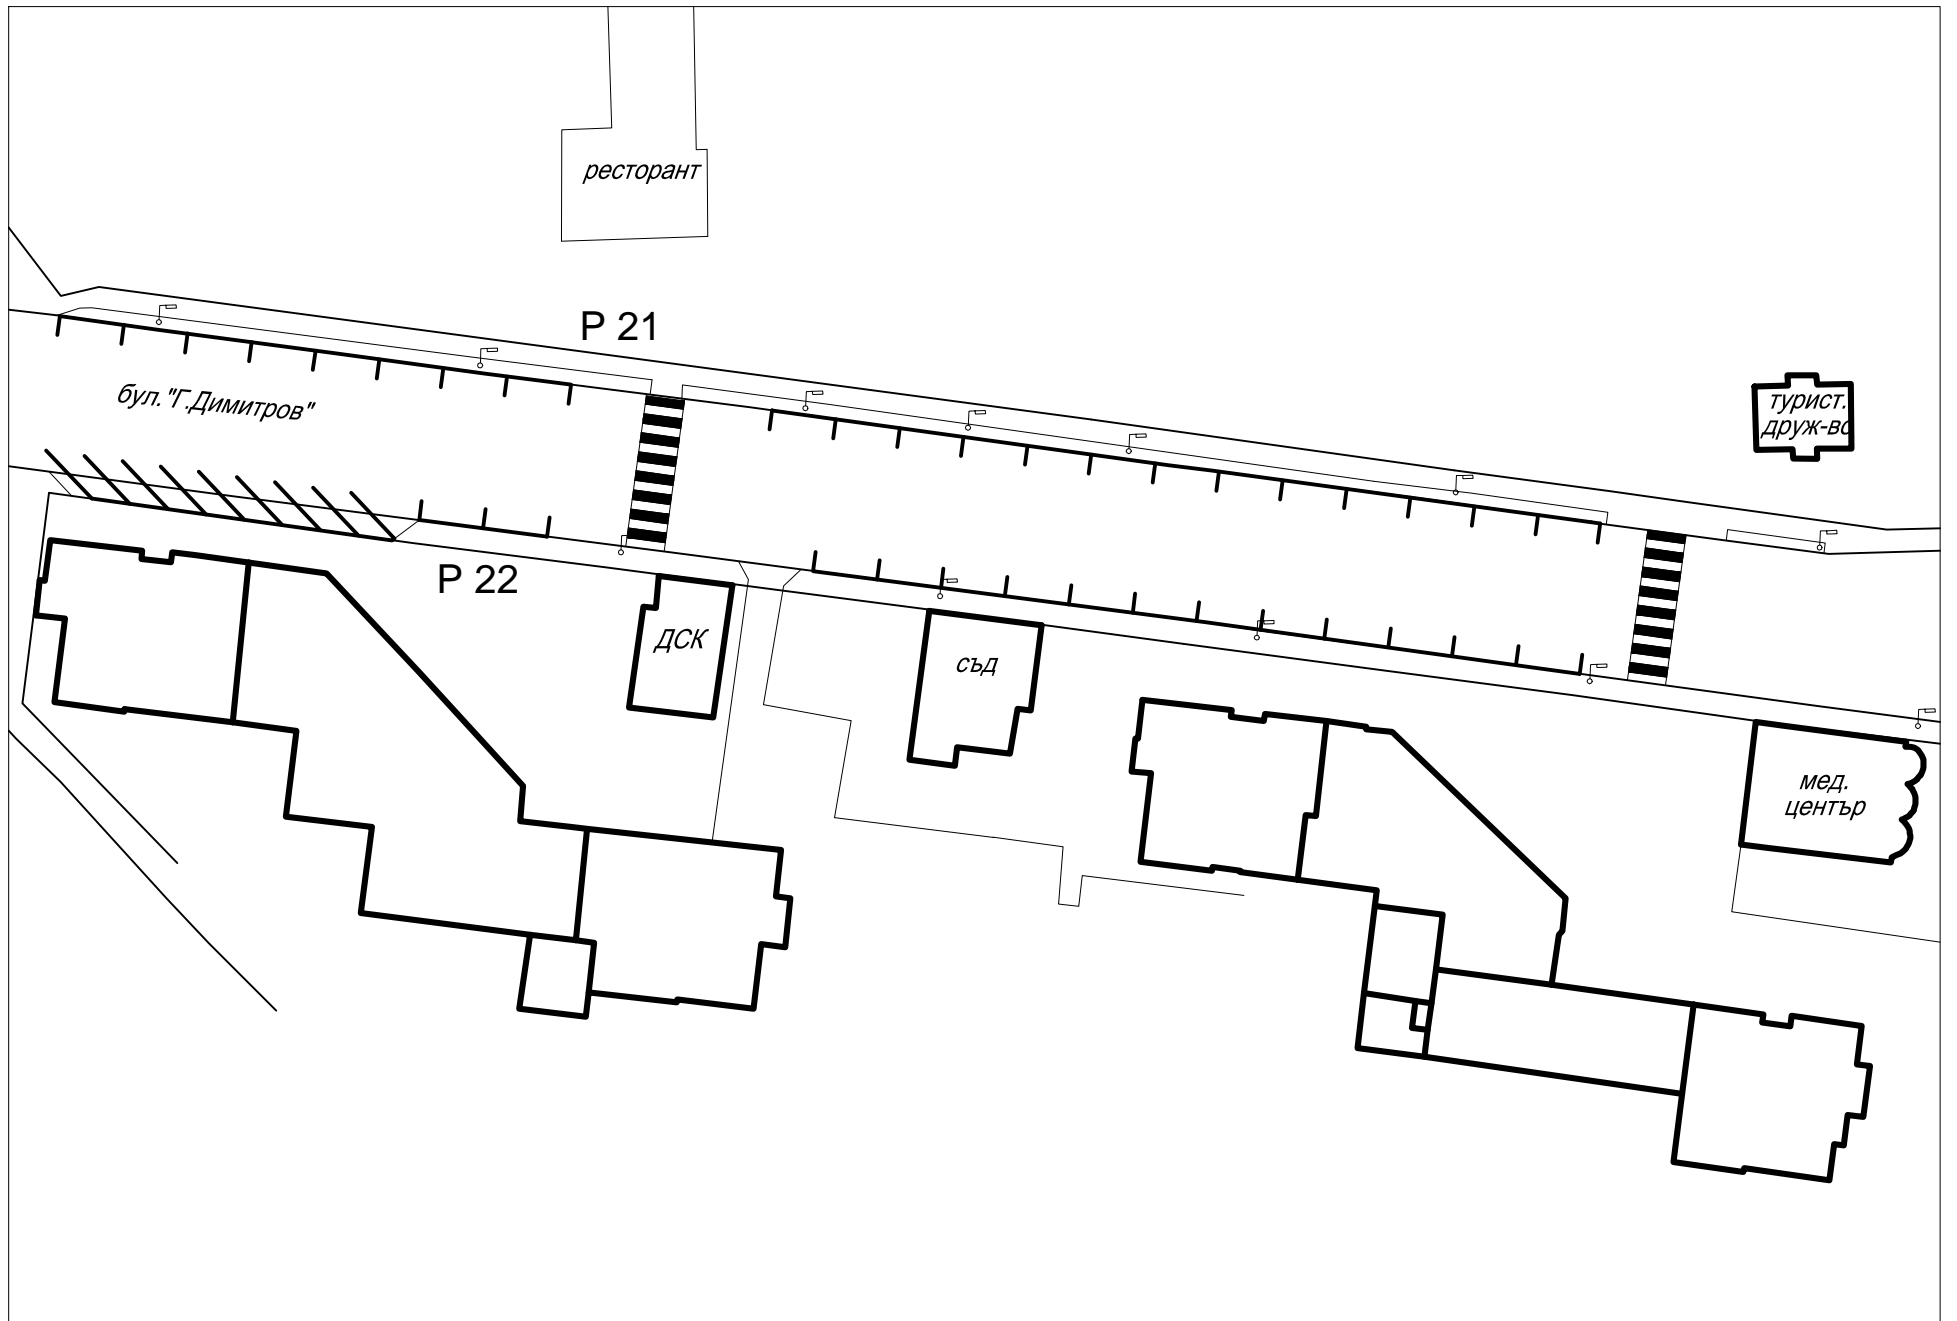 ресторант
P 21
бул."Г.Димитров"
турист.
друж-во
P 22
ДСК
съд
мед.
център